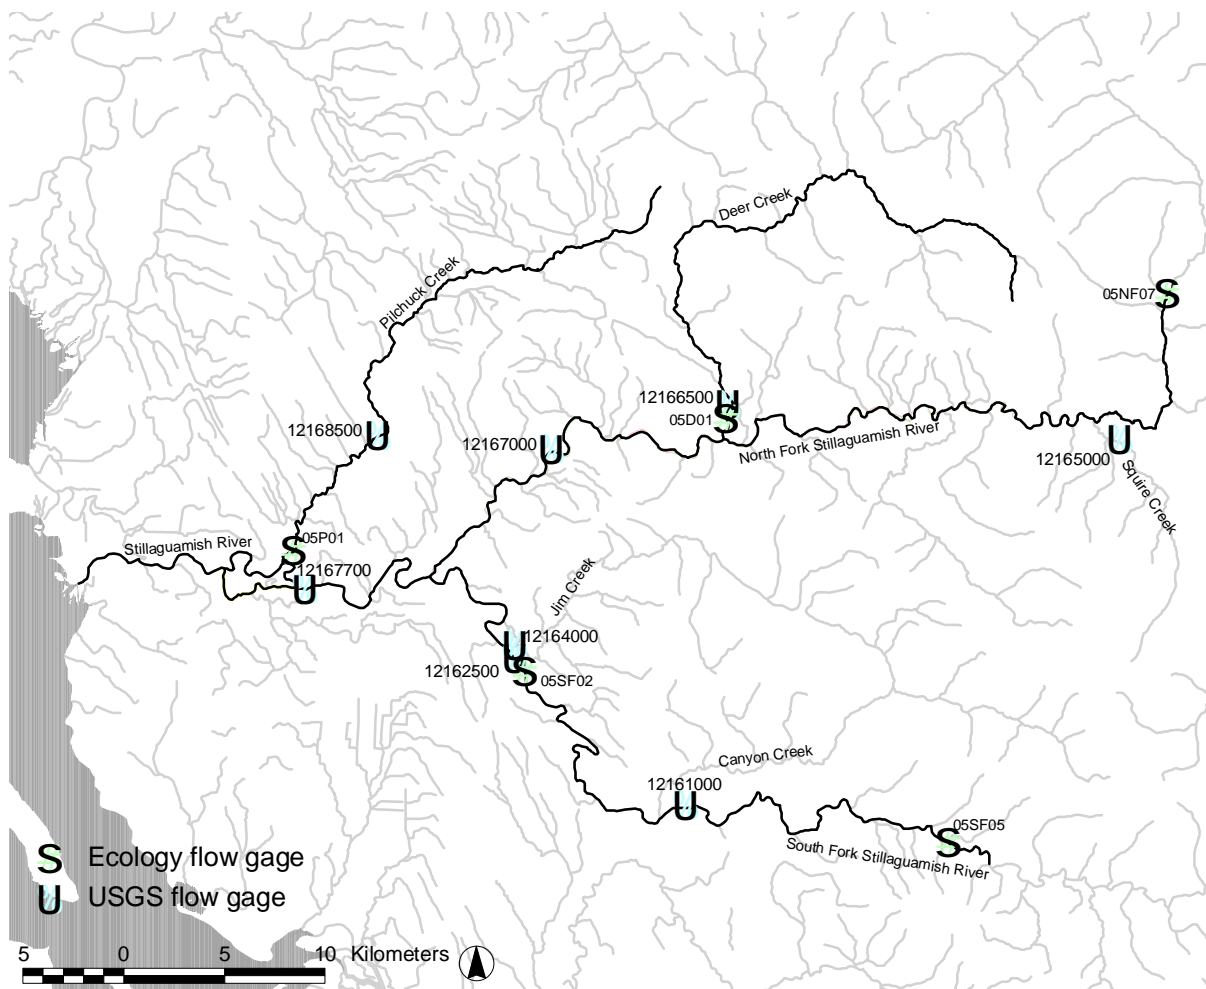 Deer Creek
Pilchuck Creek
05NF07
12166500
05D01
12168500
12167000
North Fork Stillaguamish River
12165000
Squire Creek
S
05P01
Stillaguamish River
12167700
U
Jim Creek
12164000
12162500
05SF02
Canyon Creek
12161000
05SF05
South Fork Stillaguamish River
S Ecology flow gage
U USGS flow gage
5 0 5 10 Kilometers